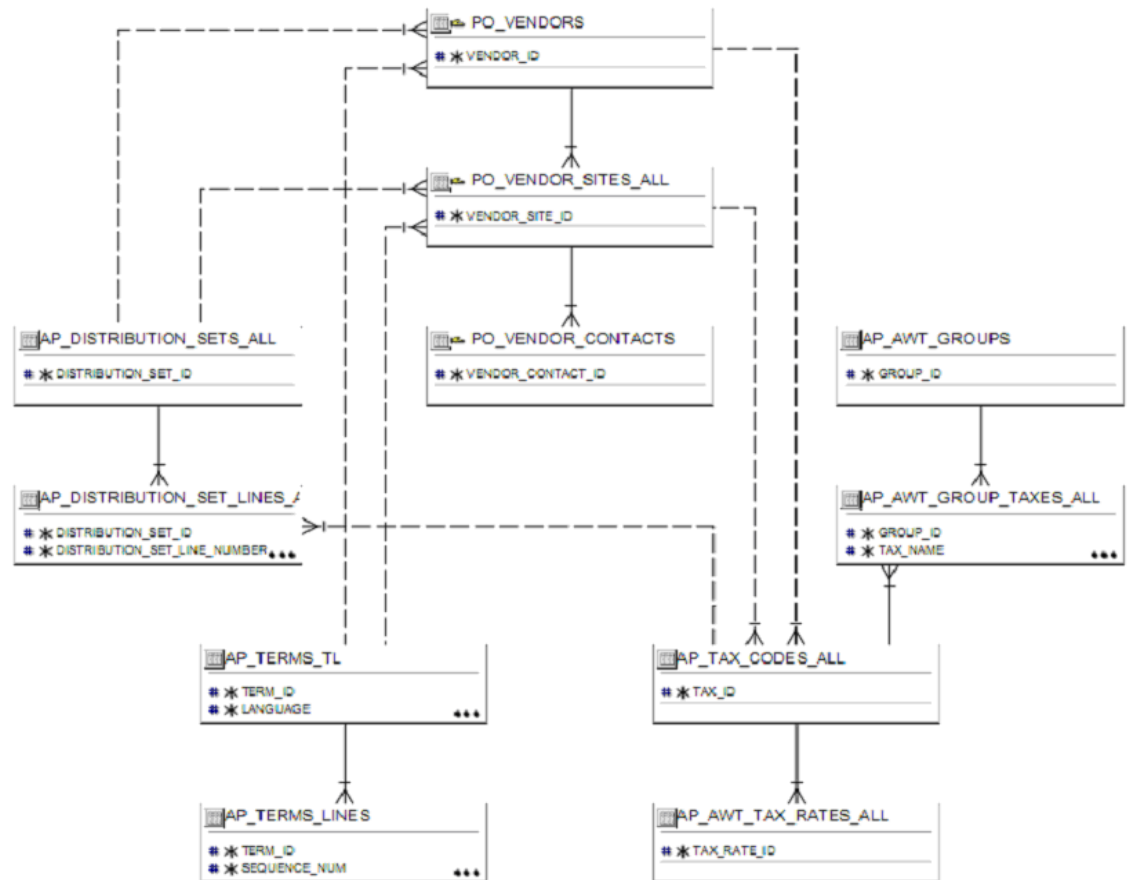 PO_VENDORS
# * VENDOR_ID
PO_VENDOR_SITES_ALL
# * VENDOR_SITE_ID
AP_DISTRIBUTION_SETS_ALL
# * DISTRIBUTION_SET_ID
PO_VENDOR_CONTACTS
# * VENDOR_CONTACT_ID
AP_AWT_GROUPS
# * GROUP_ID
AP_DISTRIBUTION_SET_LINES_A
# * DISTRIBUTION_SET_ID
# * DISTRIBUTION_SET_LINE_NUMBER...
AP_AWT_GROUP_TAXES_ALL
# * GROUP_ID
# * TAX_NAME ...
AP_TERMS_TL
# * TERM_ID
# * LANGUAGE ...
AP_TAX_CODES_ALL
# * TAX_ID
AP_TERMS_LINES
# * TERM_ID
# * SEQUENCE_NUM ...
AP_AWT_TAX_RATES_ALL
# * TAX_RATE_ID